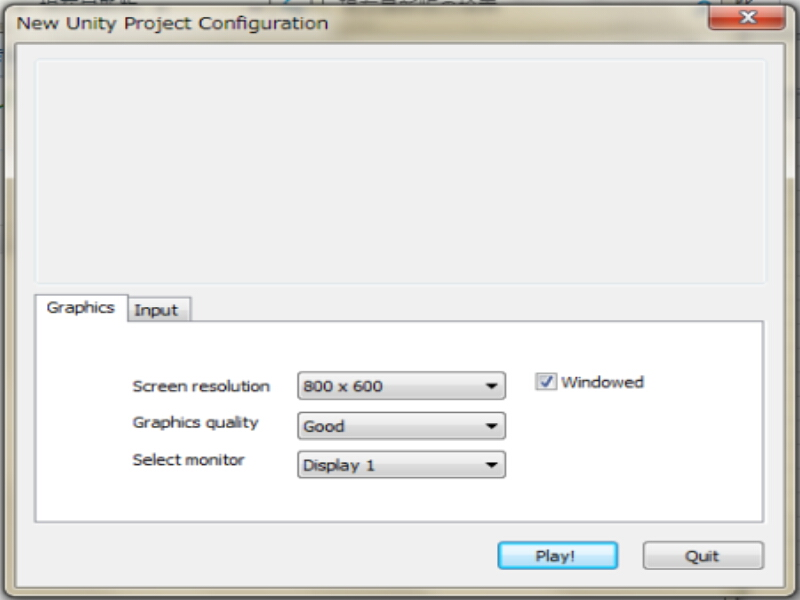 New Unity Project Configuration
Graphics
Input
Screen resolution
800 x 600
Windowed
Graphics quality
Good
Select monitor
Display 1
Play!
Quit